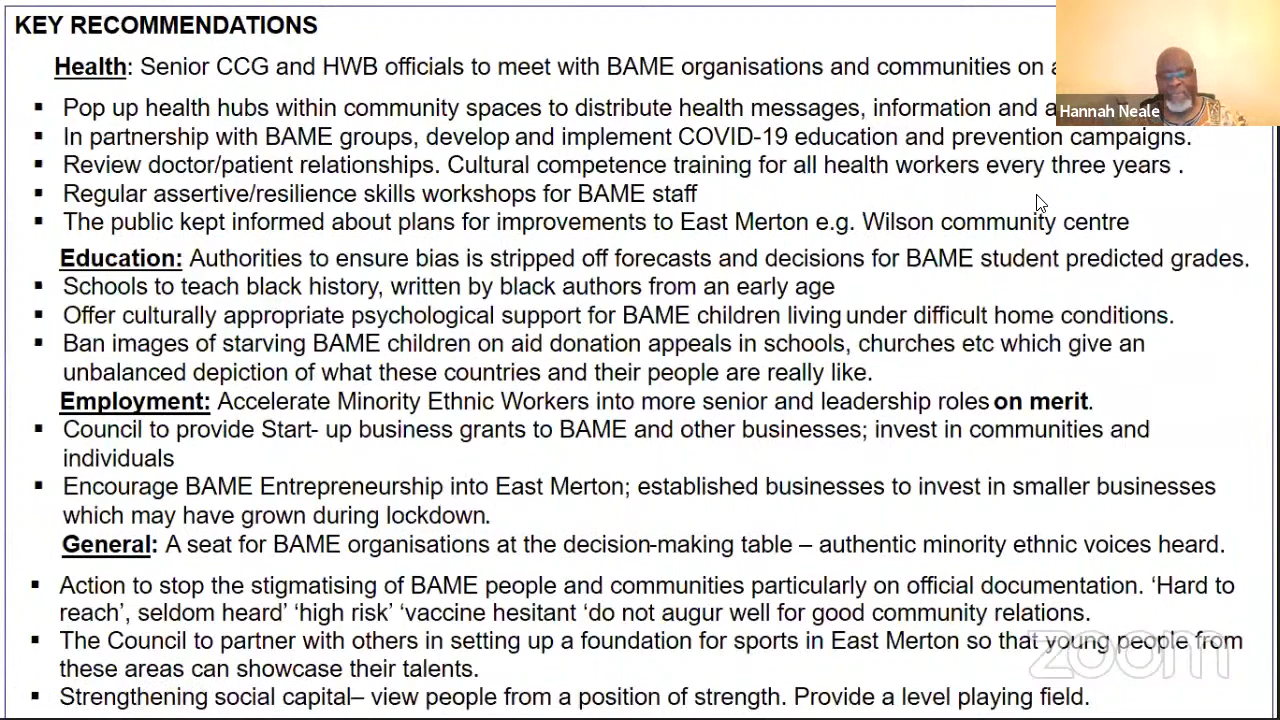 KEY RECOMMENDATIONS
Health: Senior CCG and HWB officials to meet with BAME organisations and communities on a
▪ Pop up health hubs within community spaces to distribute health messages, information and a
Hannah Neale
▪ In partnership with BAME groups, develop and implement COVID-19 education and prevention campaigns.
▪ Review doctor/patient relationships. Cultural competence training for all health workers every three years .
▪ Regular assertive/resilience skills workshops for BAME staff
▪ The public kept informed about plans for improvements to East Merton e.g. Wilson community centre
Education: Authorities to ensure bias is stripped off forecasts and decisions for BAME student predicted grades.
▪ Schools to teach black history, written by black authors from an early age
▪ Offer culturally appropriate psychological support for BAME children living under difficult home conditions.
▪ Ban images of starving BAME children on aid donation appeals in schools, churches etc which give an
unbalanced depiction of what these countries and their people are really like.
Employment: Accelerate Minority Ethnic Workers into more senior and leadership roles on merit.
▪ Council to provide Start- up business grants to BAME and other businesses; invest in communities and
individuals
▪ Encourage BAME Entrepreneurship into East Merton; established businesses to invest in smaller businesses
which may have grown during lockdown.
General: A seat for BAME organisations at the decision-making table – authentic minority ethnic voices heard.
▪ Action to stop the stigmatising of BAME people and communities particularly on official documentation. ‘Hard to
reach’, seldom heard’ ‘high risk’ ‘vaccine hesitant ‘do not augur well for good community relations.
▪ The Council to partner with others in setting up a foundation for sports in East Merton so that young people from
these areas can showcase their talents.
zoom
▪ Strengthening social capital– view people from a position of strength. Provide a level playing field.